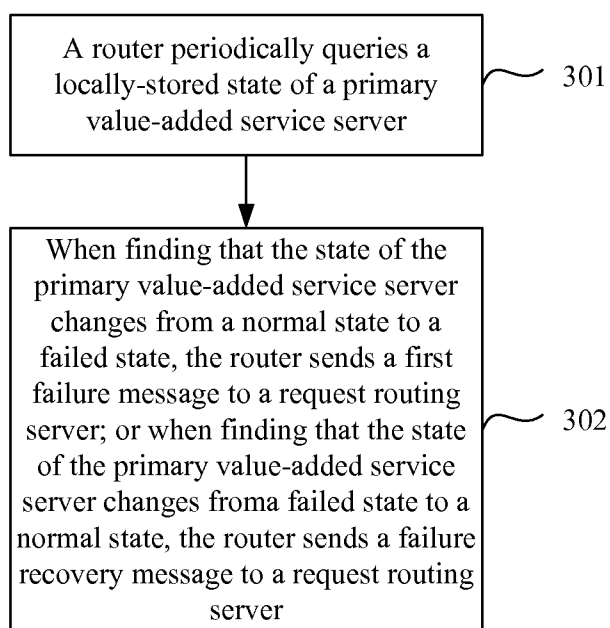 A router periodically queries a
locally-stored state of a primary
value-added service server
301
When finding that the state of the
primary value-added service server
changes from a normal state to a
failed state, the router sends a first
failure message to a request routing
server; or when finding that the state
of the primary value-added service
server changes froma failed state to a
normal state, the router sends a failure
recovery message to a request routing
server
302